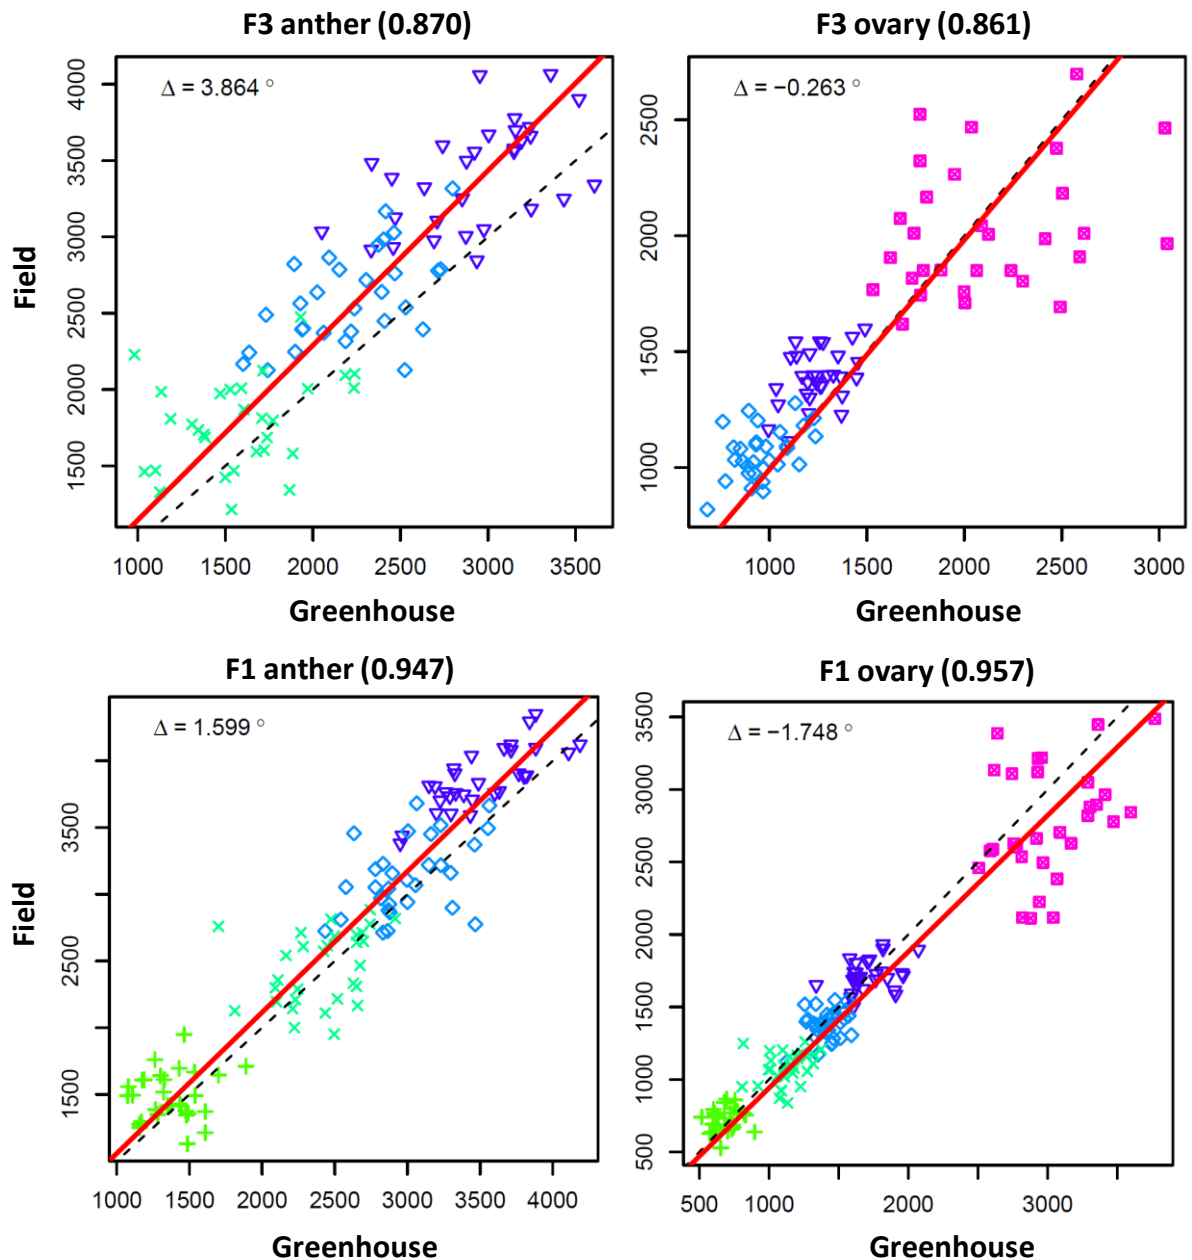 F3 anther (0.870)
F3 ovary (0.861)
Δ = 3.864 °
Δ = −0.263 °
4000
3500
3000
2500
2000
1500
2500
2000
1500
1000
Field
1000 1500 2000 2500 3000 3500
1000 1500 2000 2500 3000
Greenhouse
Greenhouse
F1 anther (0.947)
F1 ovary (0.957)
Δ = 1.599 °
Δ = −1.748 °
3500
2500
1500
3500
3000
2500
2000
1500
1000
500
Field
1000 1500 2000 2500 3000 3500 4000
500 1000 2000 3000
Greenhouse
Greenhouse